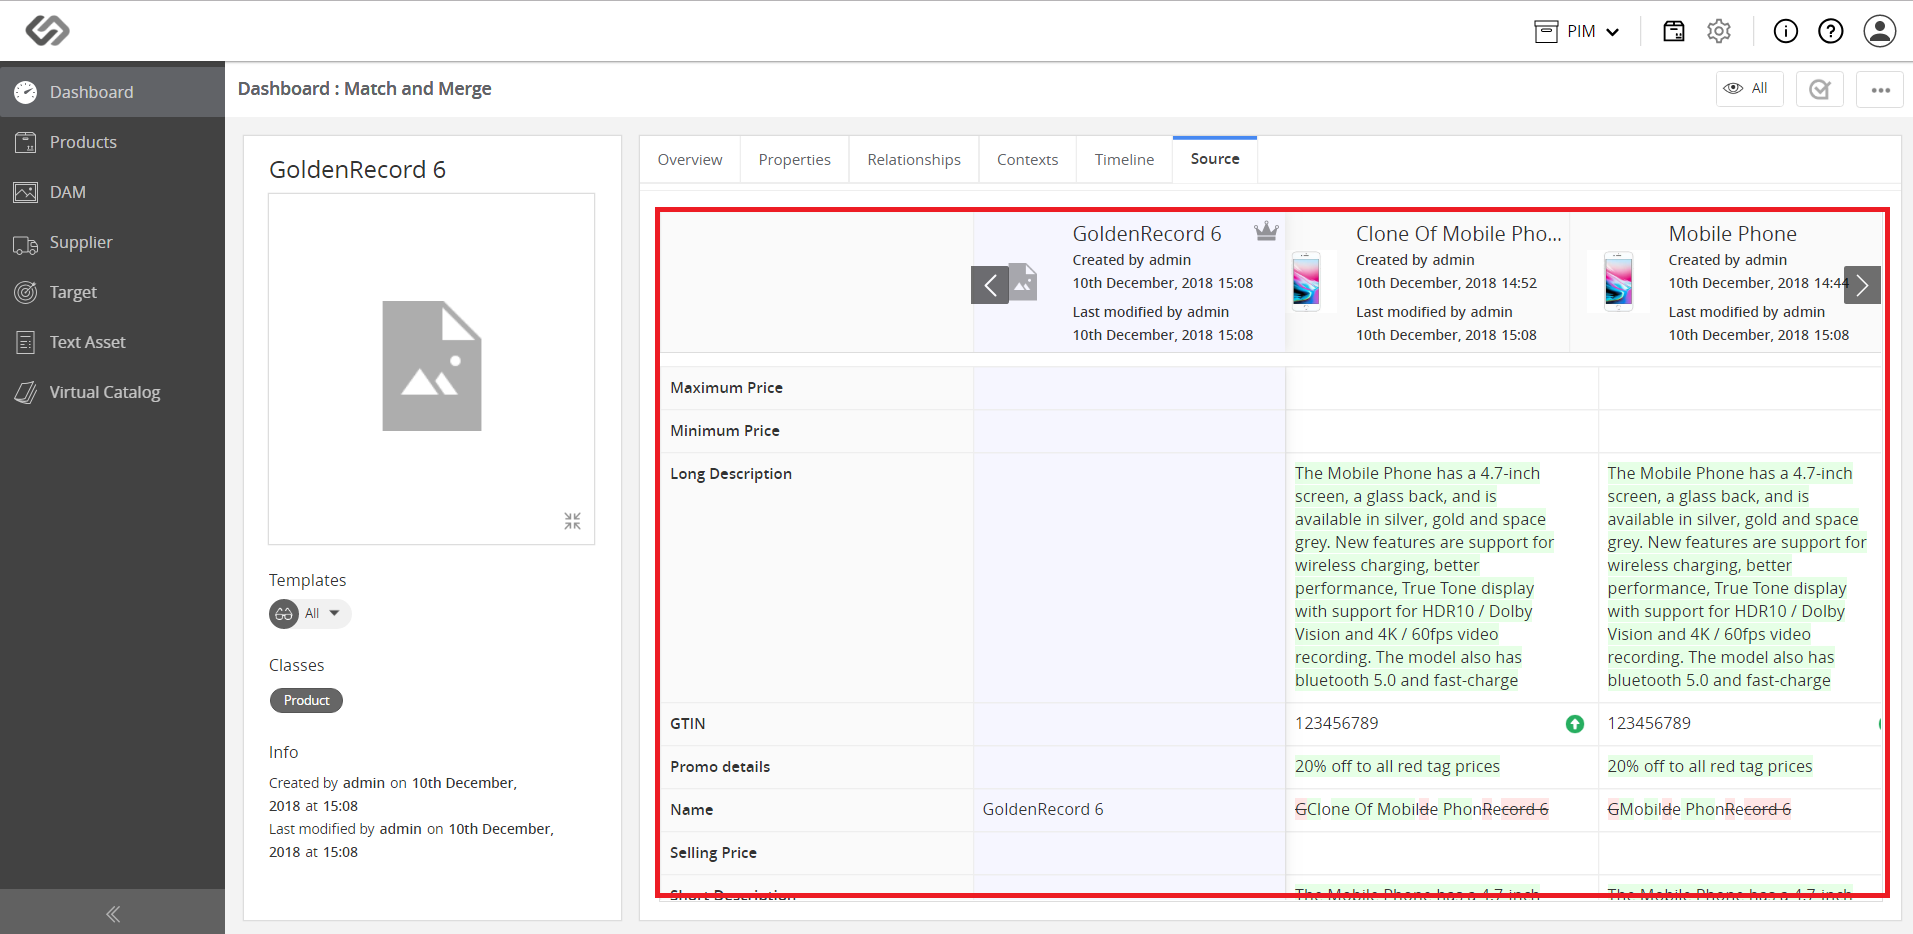 PIM
Dashboard
Products
DAM
Supplier
Target
Text Asset
Virtual Catalog
Dashboard : Match and Merge
All
GoldenRecord 6
Templates
All
Classes
Product
Info
Created by admin on 10th December,
2018 at 15:08
Last modified by admin on 10th December,
2018 at 15:08
Overview
Properties
Relationships
Contexts
Timeline
Source
GoldenRecord 6
Created by admin
10th December, 2018 15:08
Last modified by admin
10th December, 2018 15:08
Clone Of Mobile Pho...
Created by admin
10th December, 2018 14:52
Last modified by admin
10th December, 2018 15:08
Mobile Phone
Created by admin
10th December, 2018 14:44
Last modified by admin
10th December, 2018 15:08
Maximum Price
Minimum Price
Long Description
The Mobile Phone has a 4.7-inch
screen, a glass back, and is
available in silver, gold and space
grey. New features are support for
wireless charging, better
performance, True Tone display
with support for HDR10 / Dolby
Vision and 4K / 60fps video
recording. The model also has
bluetooth 5.0 and fast-charge
The Mobile Phone has a 4.7-inch
screen, a glass back, and is
available in silver, gold and space
grey. New features are support for
wireless charging, better
performance, True Tone display
with support for HDR10 / Dolby
Vision and 4K / 60fps video
recording. The model also has
bluetooth 5.0 and fast-charge
GTIN
123456789
123456789
Promo details
20% off to all red tag prices
20% off to all red tag prices
Name
GoldenRecord 6
GClone Of Mobilde PhonRecord 6
GMobilde PhonRecord 6
Selling Price
Short Description
The Mobile Phone has a 4.7-inch
The Mobile Phone has a 4.7-inch